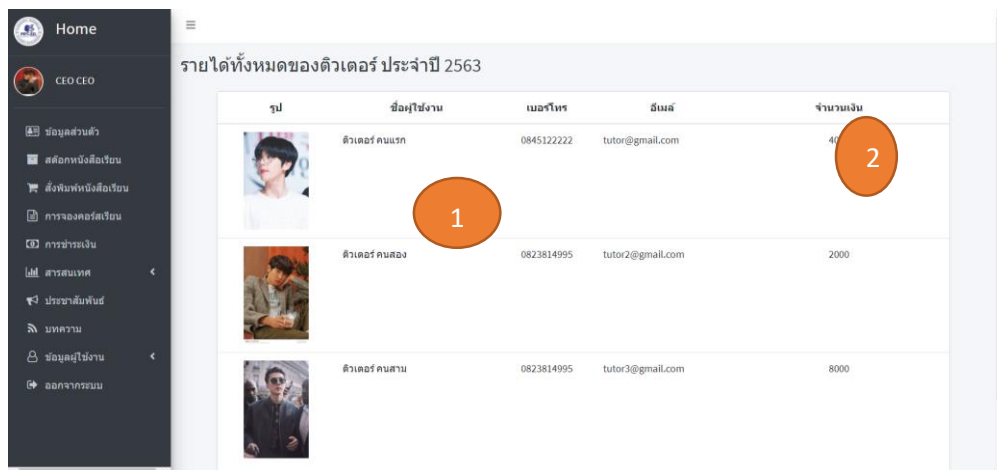 Home
CEO CEO
ข้อมูลส่วนตัว
สต๊อกหนังสือเรียน
สั่งพิมพ์หนังสือเรียน
การจองคอร์สเรียน
การชำระเงิน
สารสนเทศ
ประชาสัมพันธ์
บทความ
ข้อมูลผู้ใช้งาน
ออกจากระบบ
รายได้ทั้งหมดของติวเตอร์ ประจำปี 2563
รูป ชื่อผู้ใช้งาน เบอร์โทร อีเมล์ จำนวนเงิน
ติวเตอร์ คนแรก 0845122222 tutor@gmail.com
2
1
ติวเตอร์ คนสอง 0823814995 tutor2@gmail.com 2000
ติวเตอร์ คนสาม 0823814995 tutor3@gmail.com 8000